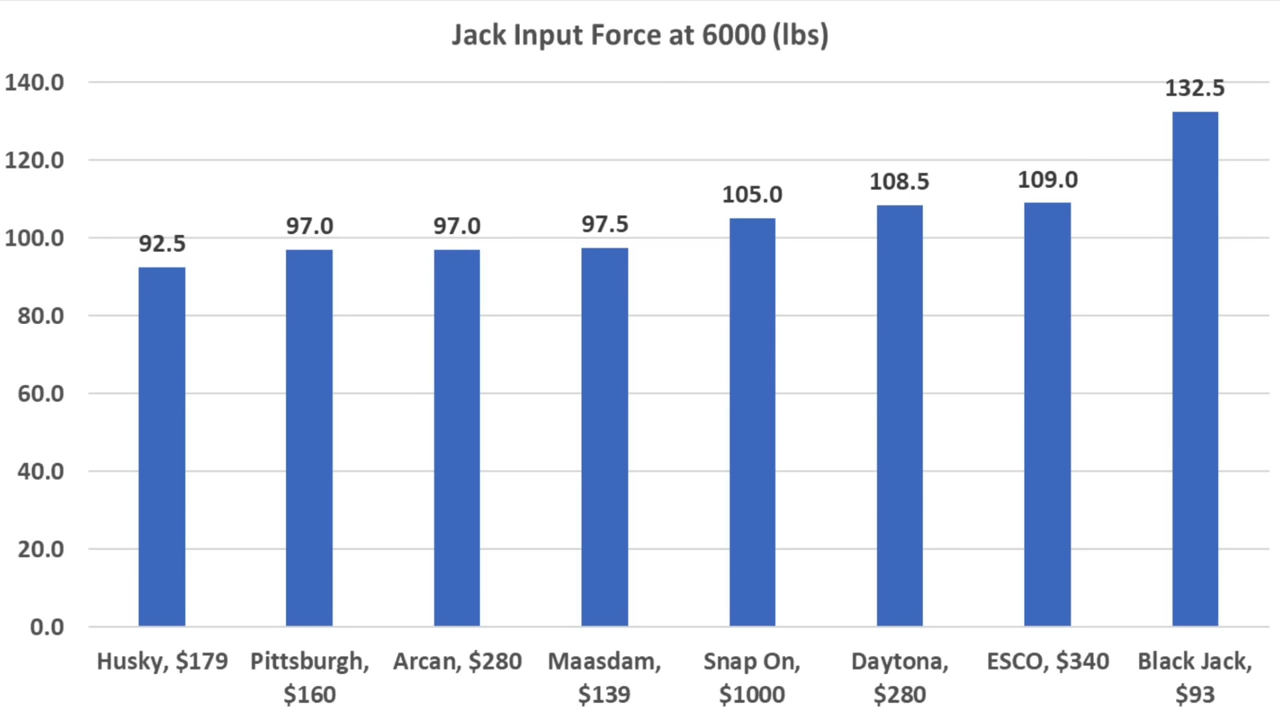 Jack Input Force at 6000 (lbs)
140.0
120.0
100.0
80.0
60.0
40.0
20.0
0.0
92.5
97.0
97.0
97.5
105.0
108.5
109.0
132.5
Husky, $179
Pittsburgh,
$160
Arcan, $280
Maasdam,
$139
Snap On,
$1000
Daytona,
$280
ESCO, $340
Black Jack,
$93